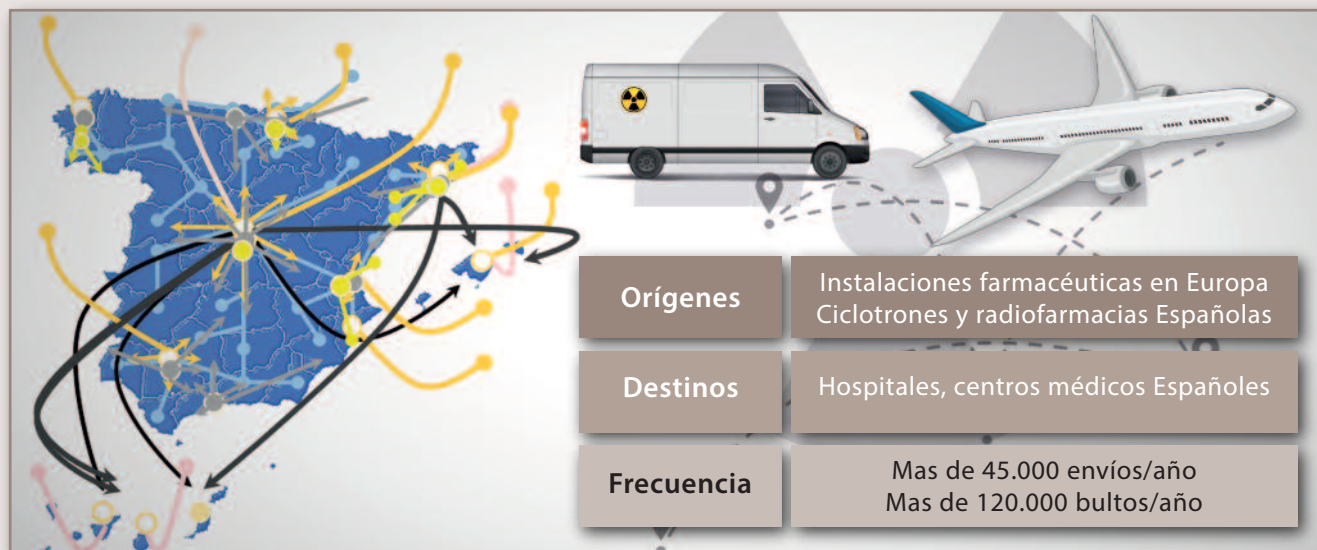 Orígenes
Instalaciones farmacéuticas en Europa
Ciclotrones y radiofarmacias Españolas
Destinos
Hospitales, centros médicos Españoles
Frecuencia
Mas de 45.000 envíos/año
Mas de 120.000 bultos/año